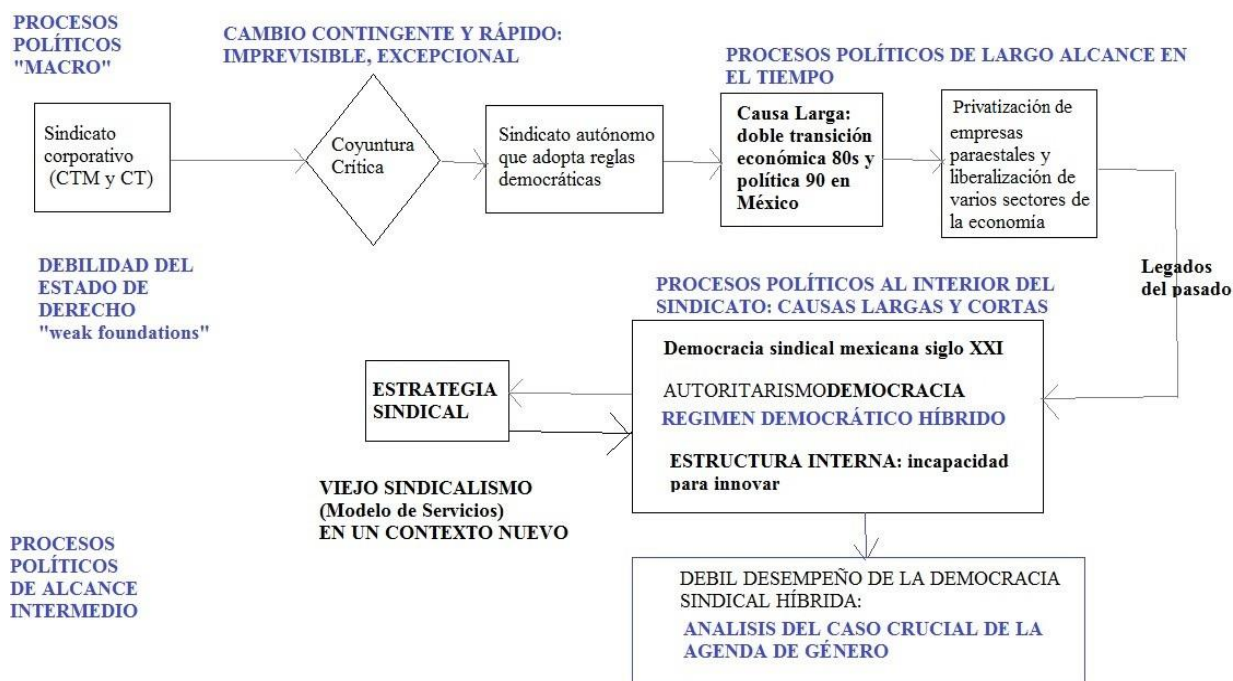 PROCESOS
POLÍTICOS
"MACRO"
CAMBIO CONTINGENTE Y RÁPIDO:
IMPREVISIBLE, EXCEPCIONAL
PROCESOS POLÍTICOS DE LARGO ALCANCE EN
EL TIEMPO
Sindicato
corporativo
(CTM y CT)
Coyuntura
Crítica
Sindicato autónomo
que adopta reglas
democráticas
Causa Larga:
doble transición
económica 80s y
política 90 en
México
Privatización de
empresas
paraestales y
liberalización de
varios sectores de
la economía
Legados
del pasado
DEBILIDAD DEL
ESTADO DE
DERECHO
"weak foundations"
PROCESOS POLÍTICOS AL INTERIOR DEL
SINDICATO: CAUSAS LARGAS Y CORTAS
Democracia sindical mexicana siglo XXI
AUTORITARISMODEMOCRACIA
REGIMEN DEMOCRÁTICO HÍBRIDO
ESTRUCTURA INTERNA: incapacidad
para innovar
ESTRATEGIA
SINDICAL
VIEJO SINDICALISMO
(Modelo de Servicios)
EN UN CONTEXTO NUEVO
PROCESOS
POLÍTICOS
DE ALCANCE
INTERMEDIO
DEBIL DESEMPEÑO DE LA DEMOCRACIA
SINDICAL HÍBRIDA:
ANALISIS DEL CASO CRUCIAL DE LA
AGENDA DE GÉNERO